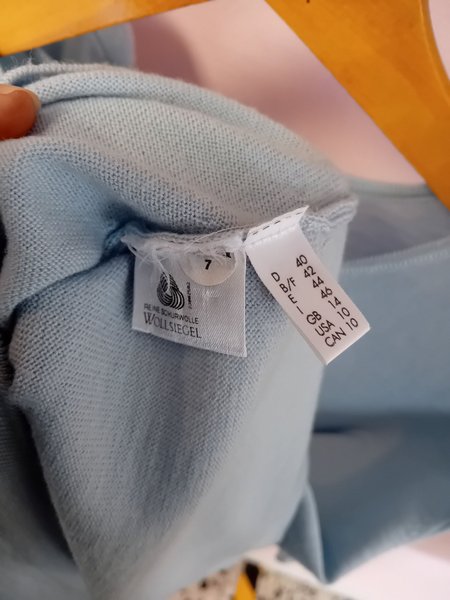 7
REINE SCHURWOLLE
WOLLSIEGEL
D 40
B/F 42
E 44
I 46
GB 14
USA 10
CAN 10